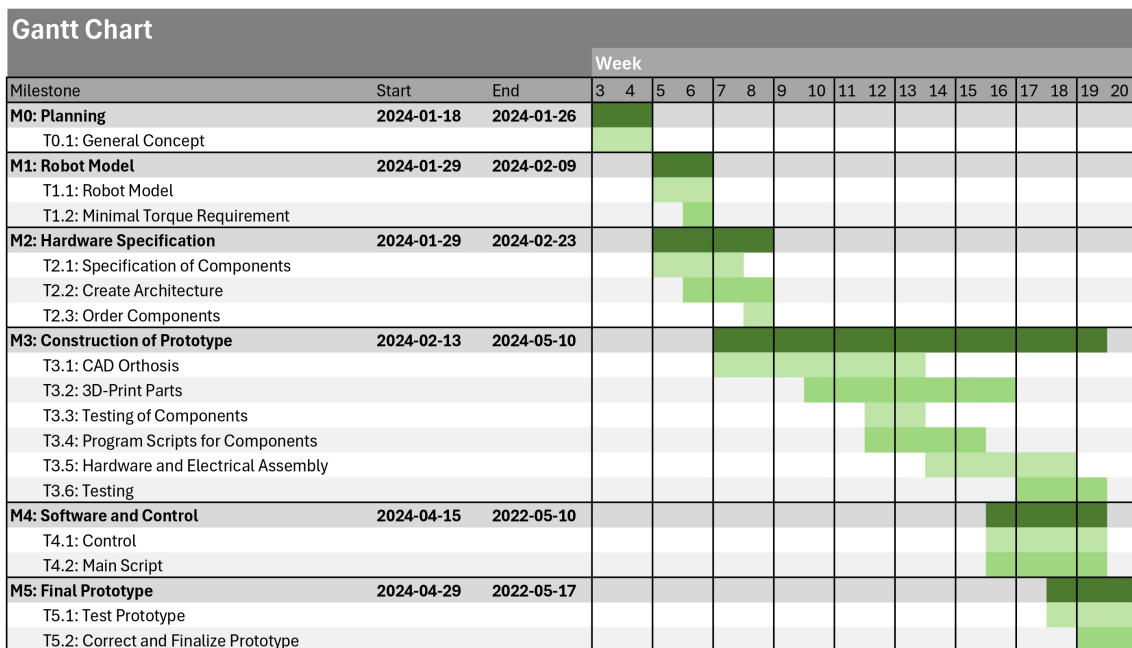 Gantt Chart
Week
Milestone Start End 3 4 5 6 7 8 9 10 11 12 13 14 15 16 17 18 19 20
M0: Planning 2024-01-18 2024-01-26
T0.1: General Concept
M1: Robot Model 2024-01-29 2024-02-09
T1.1: Robot Model
T1.2: Minimal Torque Requirement
M2: Hardware Specification 2024-01-29 2024-02-23
T2.1: Specification of Components
T2.2: Create Architecture
T2.3: Order Components
M3: Construction of Prototype 2024-02-13 2024-05-10
T3.1: CAD Orthosis
T3.2: 3D-Print Parts
T3.3: Testing of Components
T3.4: Program Scripts for Components
T3.5: Hardware and Electrical Assembly
T3.6: Testing
M4: Software and Control 2024-04-15 2022-05-10
T4.1: Control
T4.2: Main Script
M5: Final Prototype 2024-04-29 2022-05-17
T5.1: Test Prototype
T5.2: Correct and Finalize Prototype